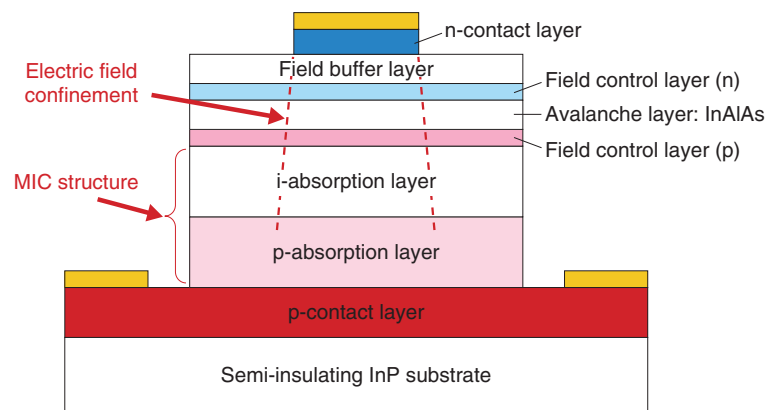 n-contact layer
Field buffer layer
Electric field
confinement
Field control layer (n)
Avalanche layer: InAlAs
Field control layer (p)
MIC structure
i-absorption layer
p-absorption layer
p-contact layer
Semi-insulating InP substrate